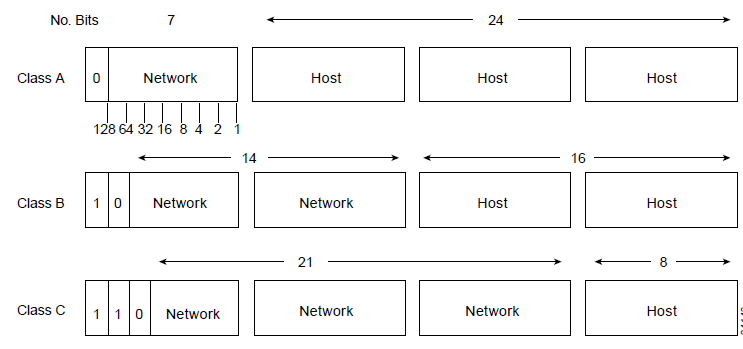 No. Bits 7 24
Class A 0 Network Host Host Host
128 64 32 16 8 4 2 1
14 16
Class B 1 0 Network Network Host Host
21 8
Class C 1 1 0 Network Network Network Host